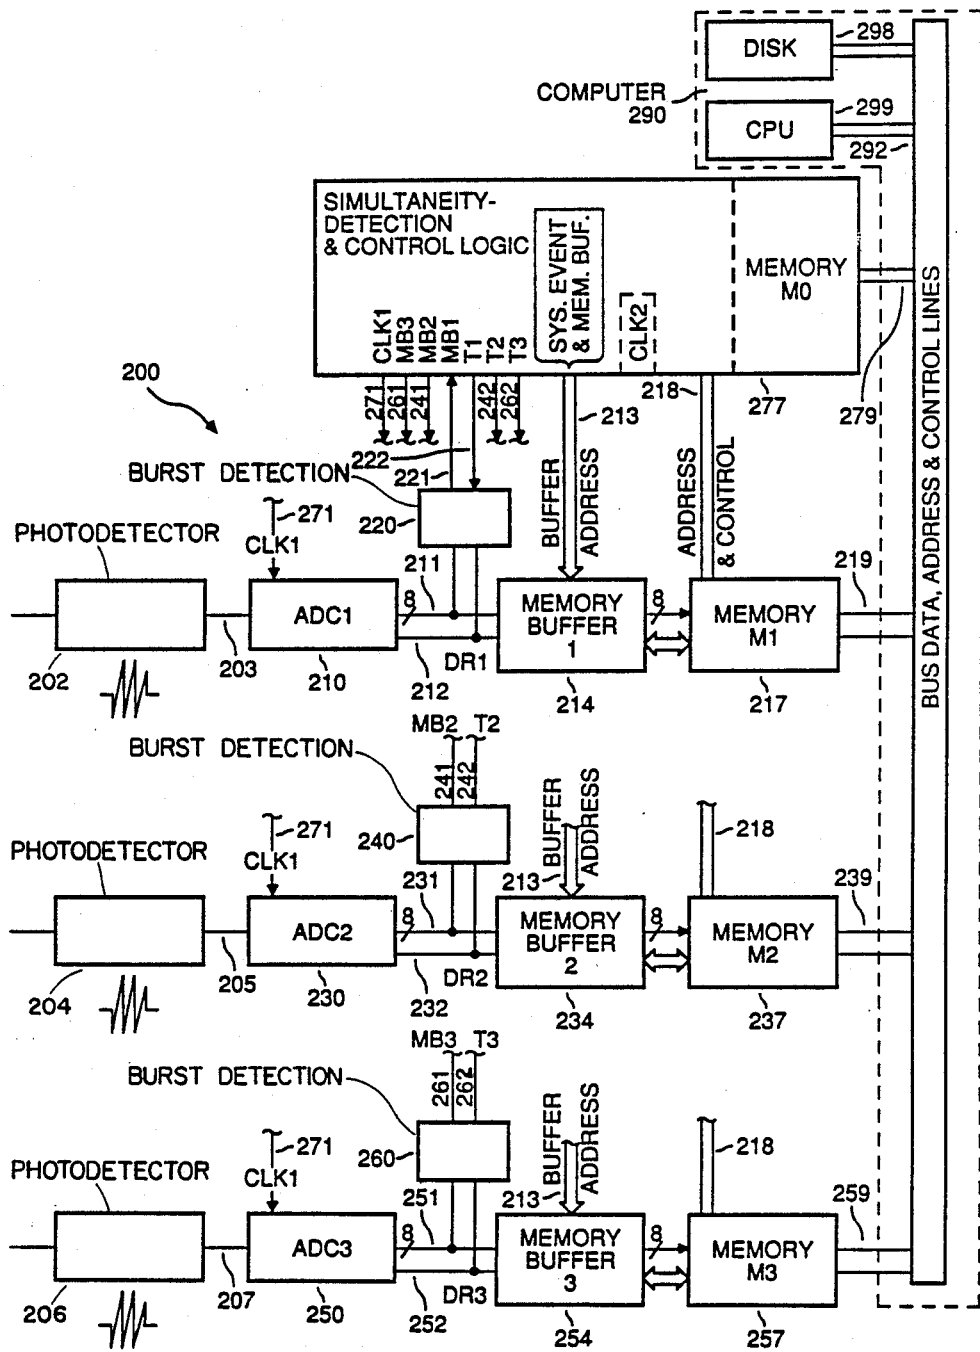 DISK
298
COMPUTER
290
CPU
299
292
SIMULTANEITY-
DETECTION
& CONTROL LOGIC
SYS. EVENT
& MEM. BUF.
CLK2
MEMORY
M0
CLK1
MB3
MB2
MB1
T1
T2
T3
271
261
241
242
262
222
221
213
218
277
279
BUS DATA, ADDRESS & CONTROL LINES
200
BURST DETECTION
220
BUFFER
ADDRESS
ADDRESS
& CONTROL
PHOTODETECTOR
271
CLK1
202
203
ADC1
210
8
211
212
DR1
MEMORY
BUFFER
1
214
8
MEMORY
M1
217
219
MB2
T2
241
242
BURST DETECTION
240
BUFFER
ADDRESS
213
218
PHOTODETECTOR
271
CLK1
204
205
ADC2
230
8
231
232
DR2
MEMORY
BUFFER
2
234
8
MEMORY
M2
237
239
MB3
T3
261
262
BURST DETECTION
260
BUFFER
ADDRESS
213
218
PHOTODETECTOR
271
CLK1
206
207
ADC3
250
8
251
252
DR3
MEMORY
BUFFER
3
254
8
MEMORY
M3
257
259